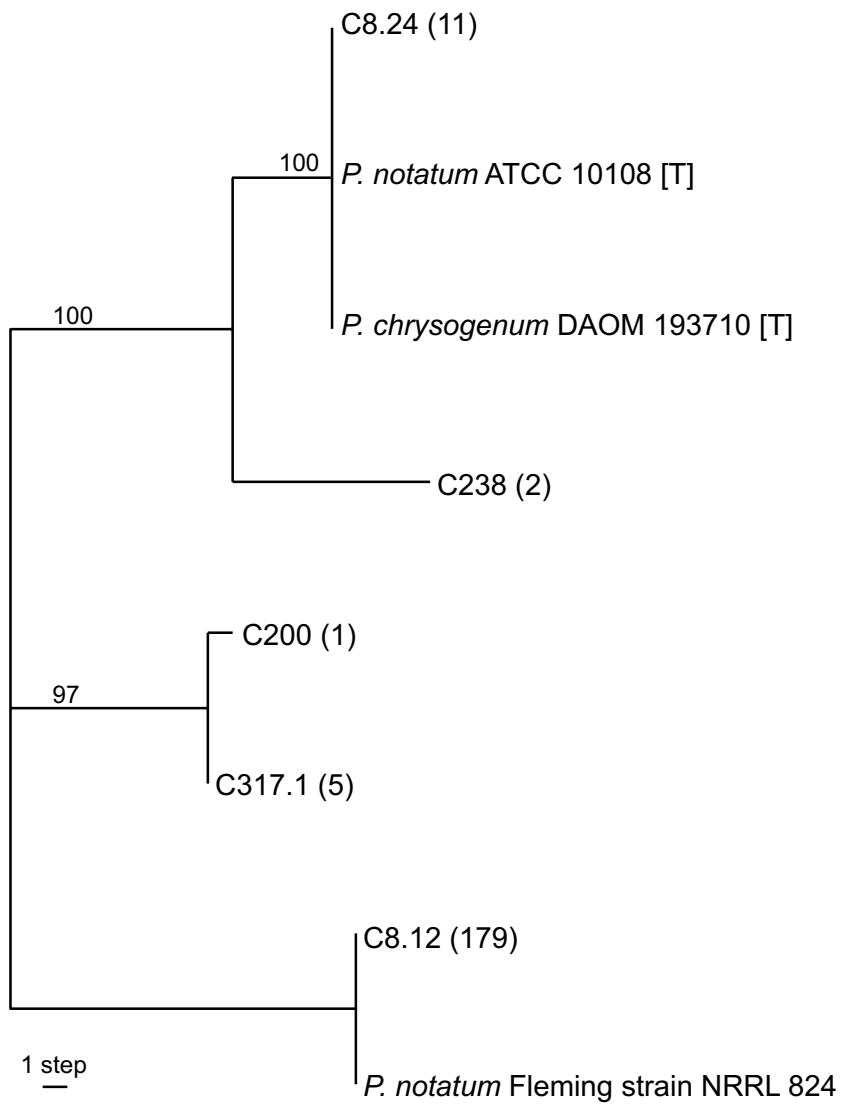 C8.24 (11)
100
P. notatum ATCC 10108 [T]
100
P. chrysogenum DAOM 193710 [T]
C238 (2)
C200 (1)
97
C317.1 (5)
C8.12 (179)
1 step
P. notatum Fleming strain NRRL 824